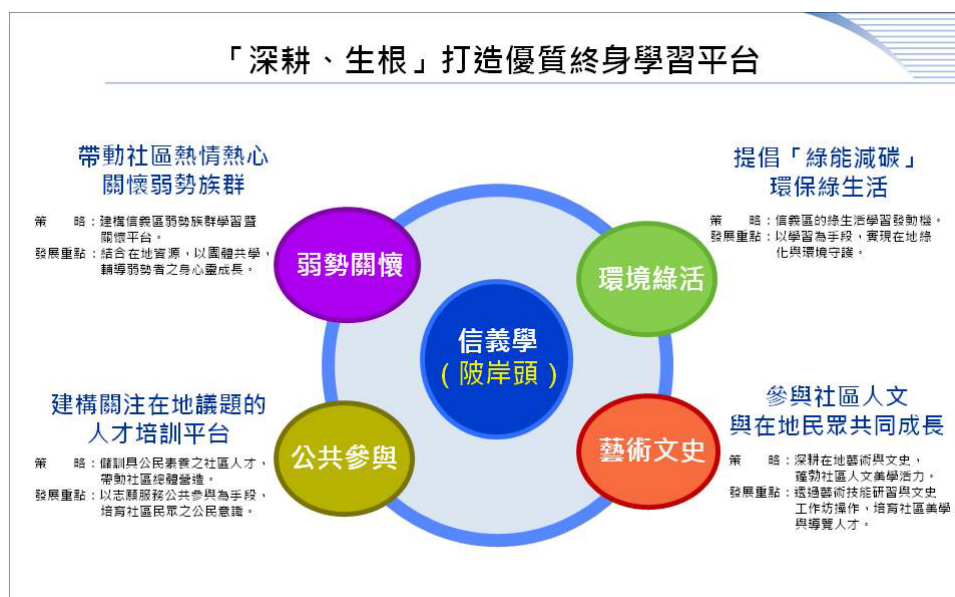 「深耕、生根」打造優質終身學習平台
帶動社區熱情熱心
關懷弱勢族群
策　　略：建構信義區弱勢族群學習暨
關懷平台。
發展重點：結合在地資源，以團體共學，
輔導弱勢者之身心靈成長。
提倡「綠能減碳」
環保綠生活
策　　略：信義區的綠生活學習發動機。
發展重點：以學習為手段，實現在地綠
化與環境守護。
弱勢關懷
環境綠活
信義學
（陂岸頭）
公共參與
藝術文史
建構關注在地議題的
人才培訓平台
策　　略：儲訓具公民素養之社區人才，
帶動社區總體營造。
發展重點：以志願服務公共參與為手段，
培育社區民眾之公民意識。
參與社區人文
與在地民眾共同成長
策　　略：深耕在地藝術與文史，
蓬勃社區人文美學活力。
發展重點：透過藝術技能研習與文史
工作坊操作，培育社區美學
與導覽人才。